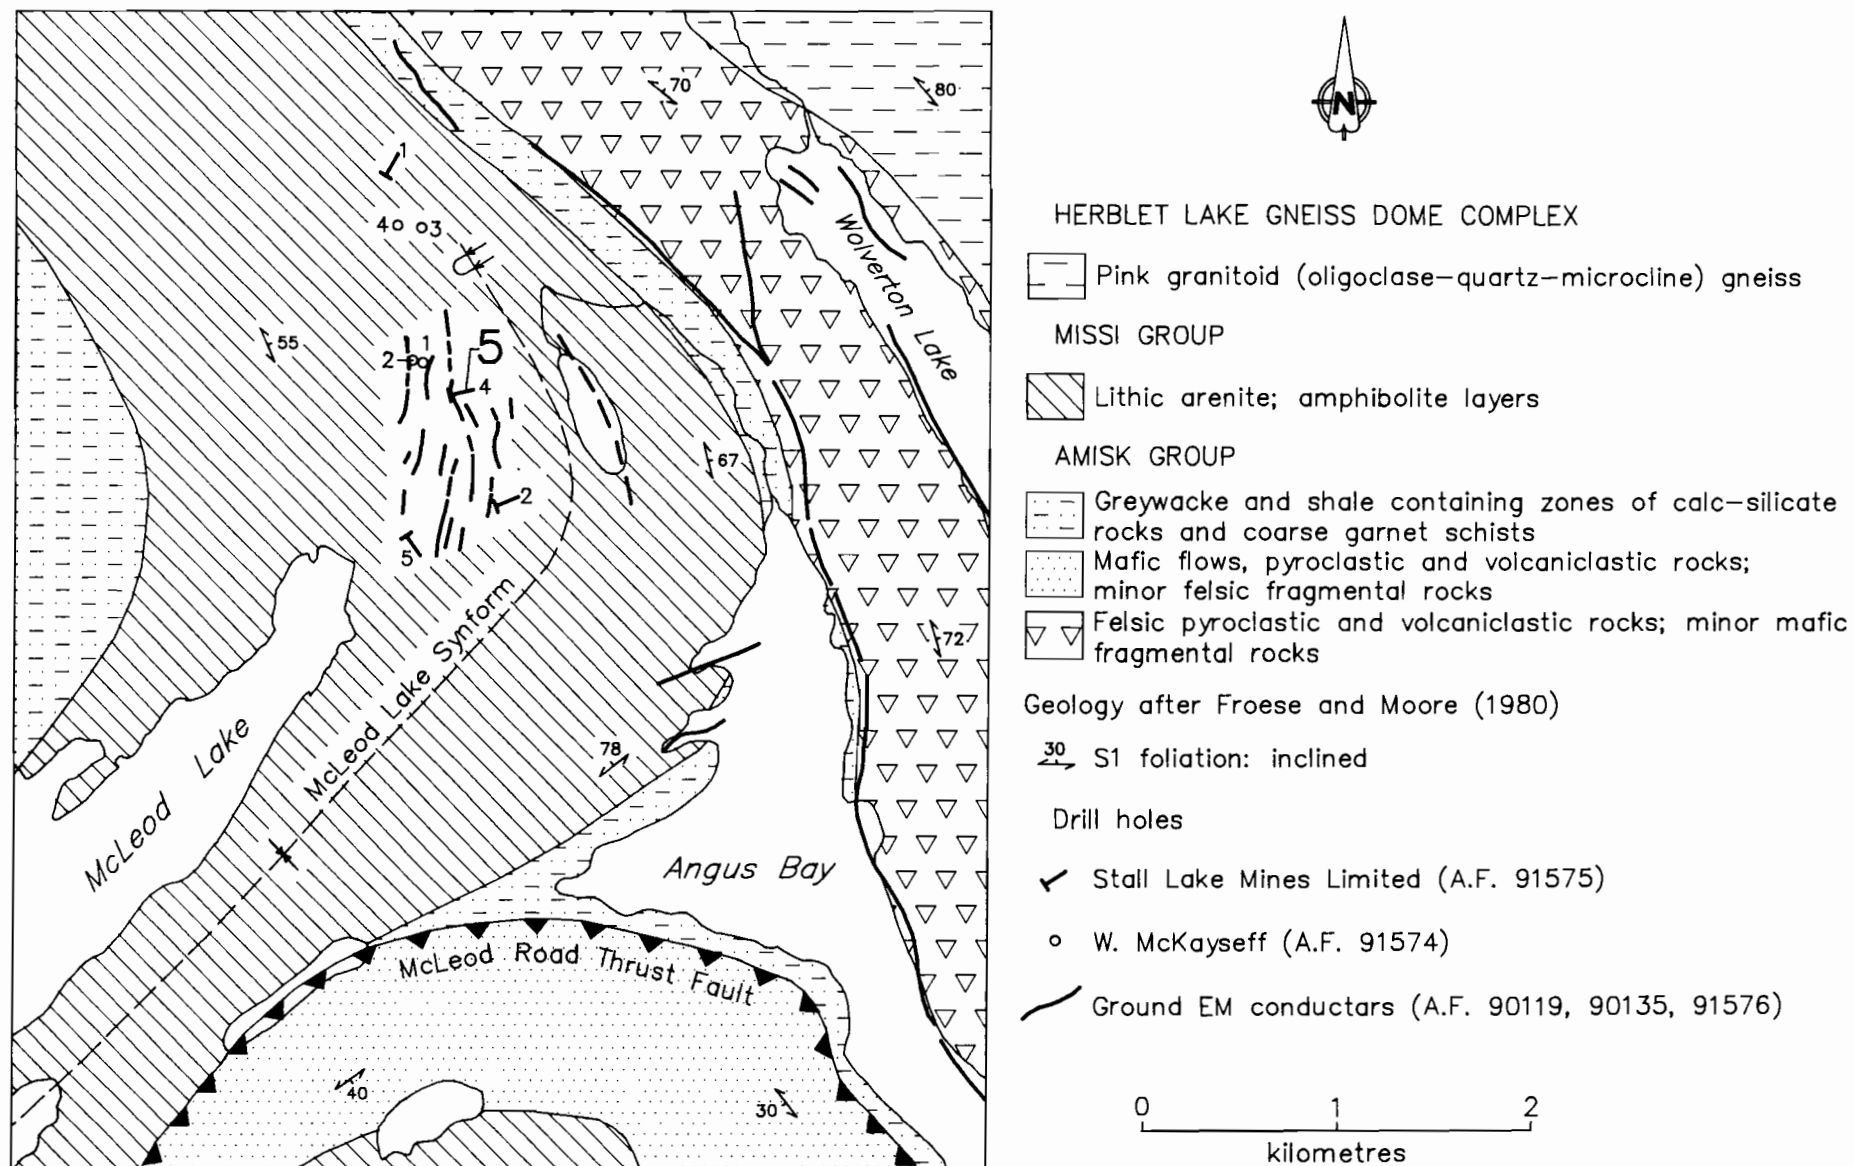 70
80
1
4 3
Wolverton Lake
55
1
2
5
4
67
2
5
72
McLeod Lake Synform
78
McLeod Lake
Angus Bay
McLeod Road Thrust Fault
40
30
N
HERBLET LAKE GNEISS DOME COMPLEX
Pink granitoid (oligoclase-quartz-microcline) gneiss
MISSI GROUP
Lithic arenite; amphibolite layers
AMISK GROUP
Greywacke and shale containing zones of calc-silicate
rocks and coarse garnet schists
Mafic flows, pyroclastic and volcaniclastic rocks;
minor felsic fragmental rocks
Felsic pyroclastic and volcaniclastic rocks; minor mafic
fragmental rocks
Geology after Froese and Moore (1980)
30 S1 foliation: inclined
Drill holes
Stall Lake Mines Limited (A.F. 91575)
W. McKayseff (A.F. 91574)
Ground EM conductars (A.F. 90119, 90135, 91576)
0 1 2
kilometres